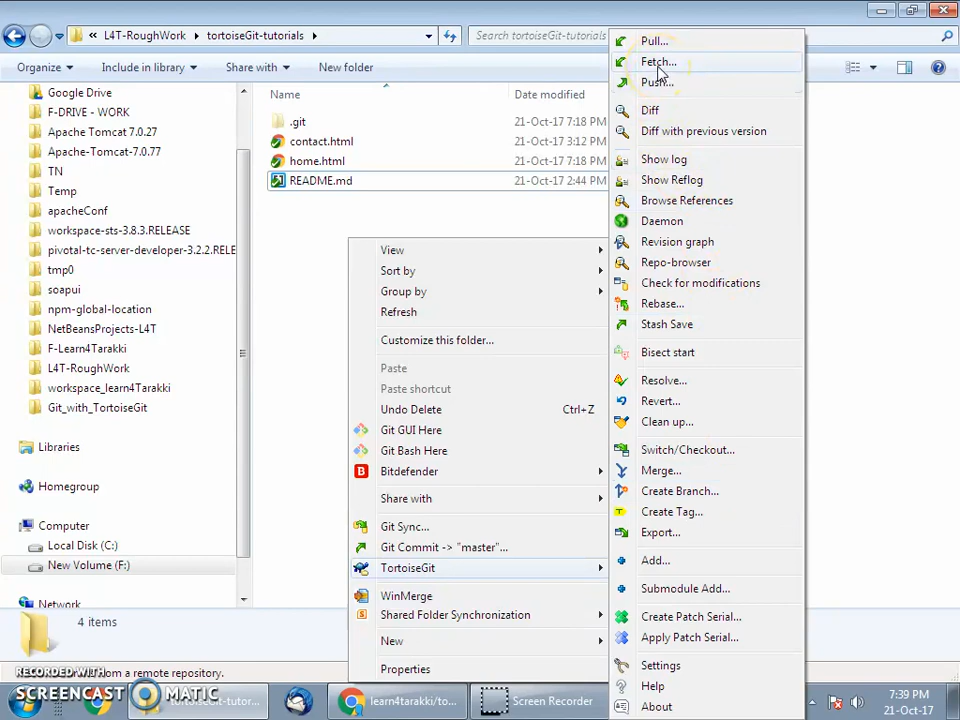 « L4T-RoughWork ▸ tortoiseGit-tutorials ▸
Search tortoiseGit-tutorials
Organize
Include in library
Share with
New folder
Google Drive
F-DRIVE - WORK
Apache Tomcat 7.0.27
Apache-Tomcat-7.0.77
TN
Temp
apacheConf
workspace-sts-3.8.3.RELEASE
pivotal-tc-server-developer-3.2.2.RELE
tmp0
soapui
npm-global-location
NetBeansProjects-L4T
F-Learn4Tarakki
L4T-RoughWork
workspace_learn4tarakki
Git_with_TortoiseGit
Libraries
Homegroup
Computer
Local Disk (C:)
New Volume (F:)
Network
Name
Date modified
.git
21-Oct-17 7:18 PM
contact.html
21-Oct-17 3:12 PM
home.html
21-Oct-17 7:18 PM
README.md
21-Oct-17 2:44 PM
View
Sort by
Group by
Refresh
Customize this folder...
Paste
Paste shortcut
Undo Delete
Ctrl+Z
Git GUI Here
Git Bash Here
Bitdefender
Share with
Git Sync...
Git Commit -> "master"...
TortoiseGit
WinMerge
Shared Folder Synchronization
New
Properties
Pull...
Fetch...
Push...
Diff
Diff with previous version
Show log
Show Reflog
Browse References
Daemon
Revision graph
Repo-browser
Check for modifications
Rebase...
Stash Save
Bisect start
Resolve...
Revert...
Clean up...
Switch/Checkout...
Merge...
Create Branch...
Create Tag...
Export...
Add...
Submodule Add...
Create Patch Serial...
Apply Patch Serial...
Settings
Help
About
4 items
from a remote repository.
RECORDED WITH
SCREENCAST MATIC
tortoiseGit-tutor...
learn4tarakki/to...
Screen Recorder
7:39 PM
21-Oct-17